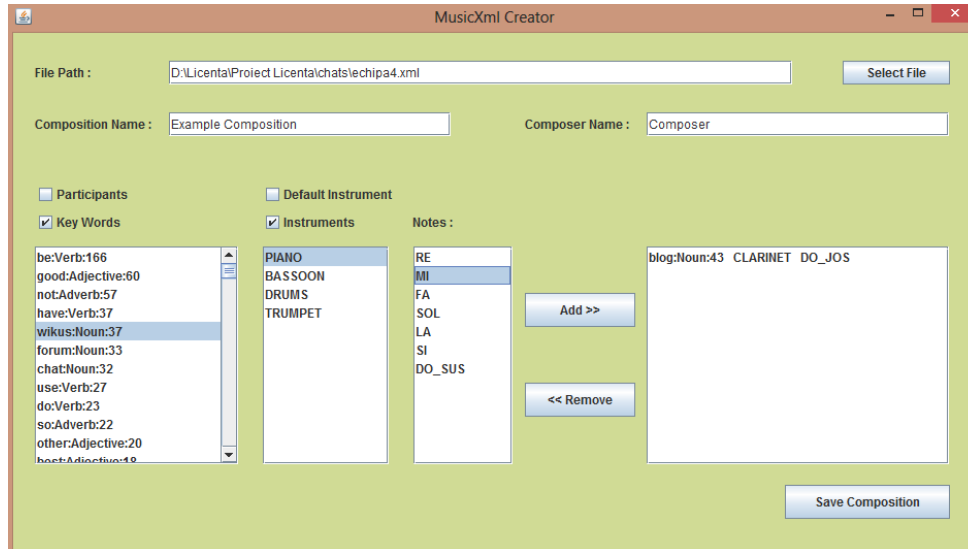 MusicXml Creator
File Path :
D:\Licenta\Proiect Licenta\chats\echipa4.xml
Select File
Composition Name :
Example Composition
Composer Name :
Composer
Participants
Default Instrument
Key Words
Instruments
Notes :
be:Verb:166
good:Adjective:60
not:Adverb:57
have:Verb:37
wikus:Noun:37
forum:Noun:33
chat:Noun:32
use:Verb:27
do:Verb:23
so:Adverb:22
other:Adjective:20
best:Adjective:18
PIANO
BASSOON
DRUMS
TRUMPET
RE
MI
FA
SOL
LA
SI
DO_SUS
Add >>
<< Remove
blog:Noun:43 CLARINET DO_JOS
Save Composition